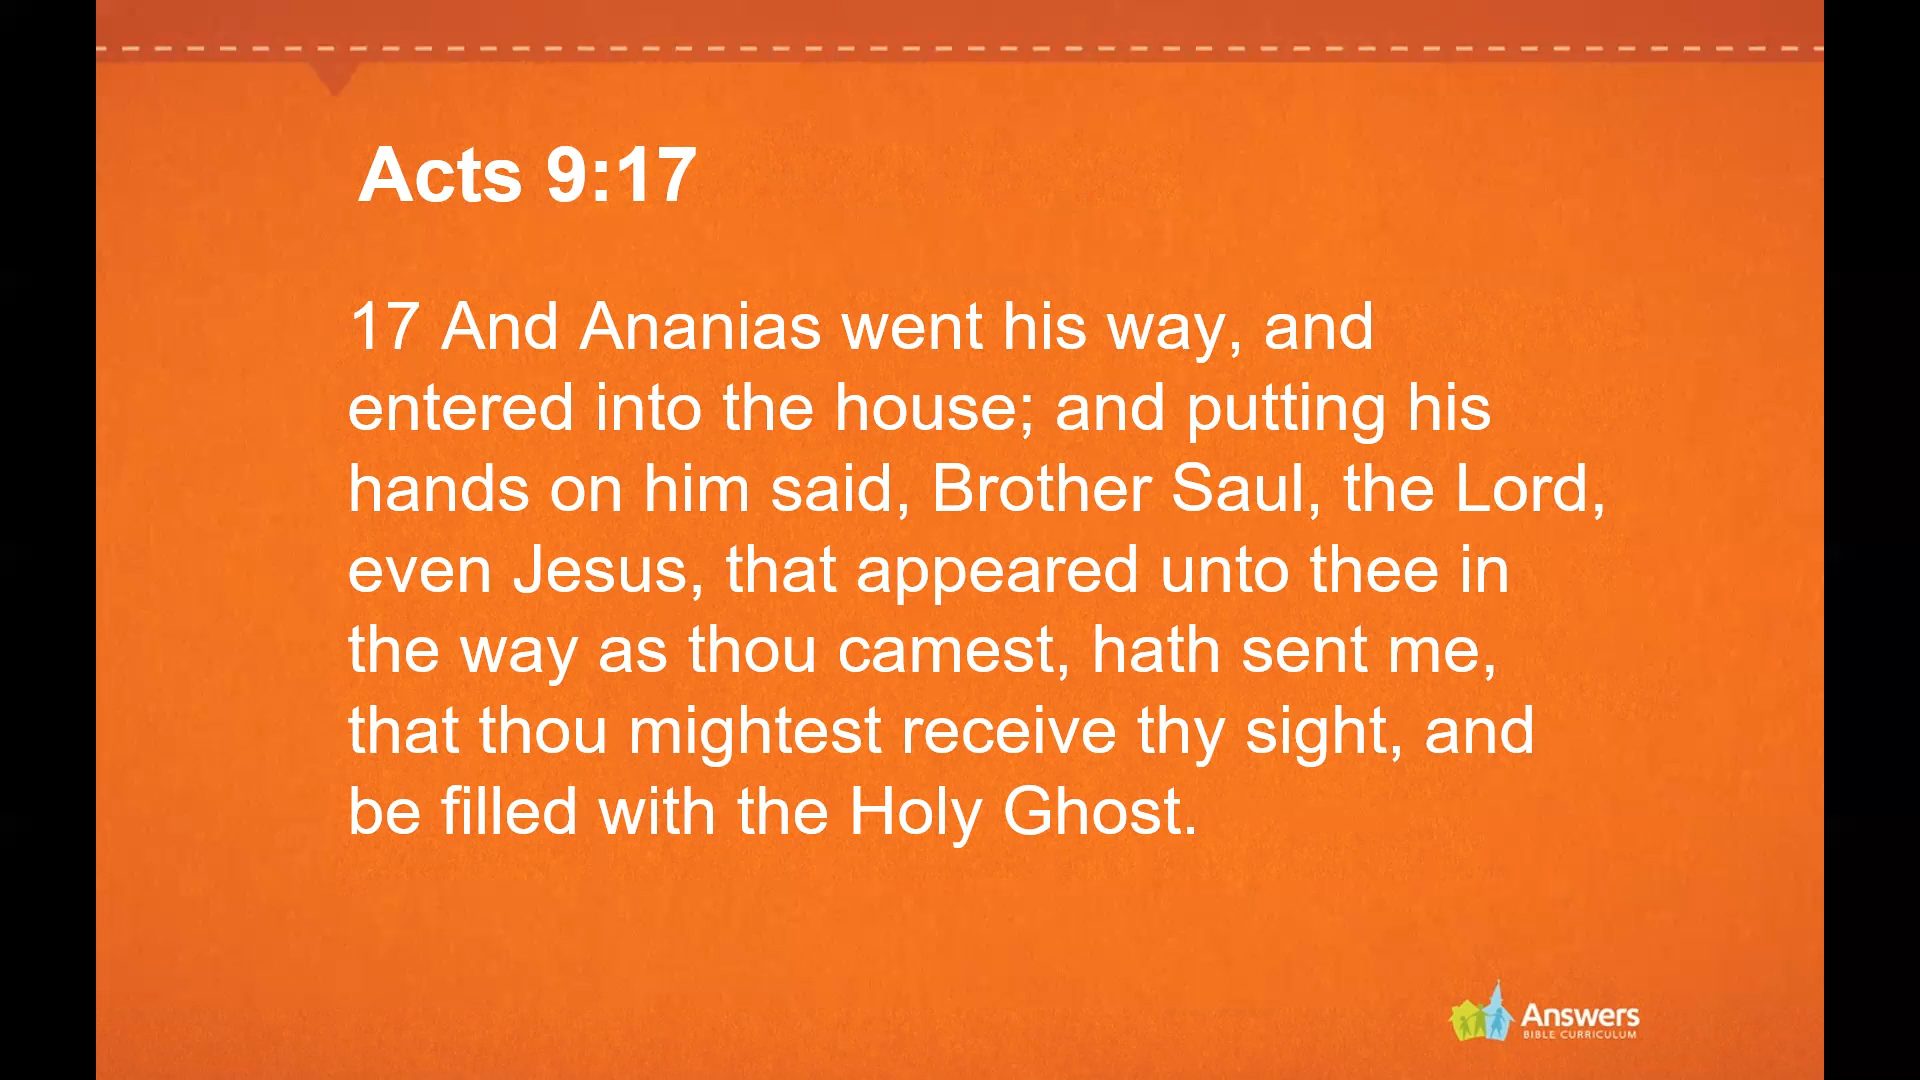 Acts 9:17
17 And Ananias went his way, and
entered into the house; and putting his
hands on him said, Brother Saul, the Lord,
even Jesus, that appeared unto thee in
the way as thou camest, hath sent me,
that thou mightest receive thy sight, and
be filled with the Holy Ghost.
Answers
BIBLE CURRICULUM